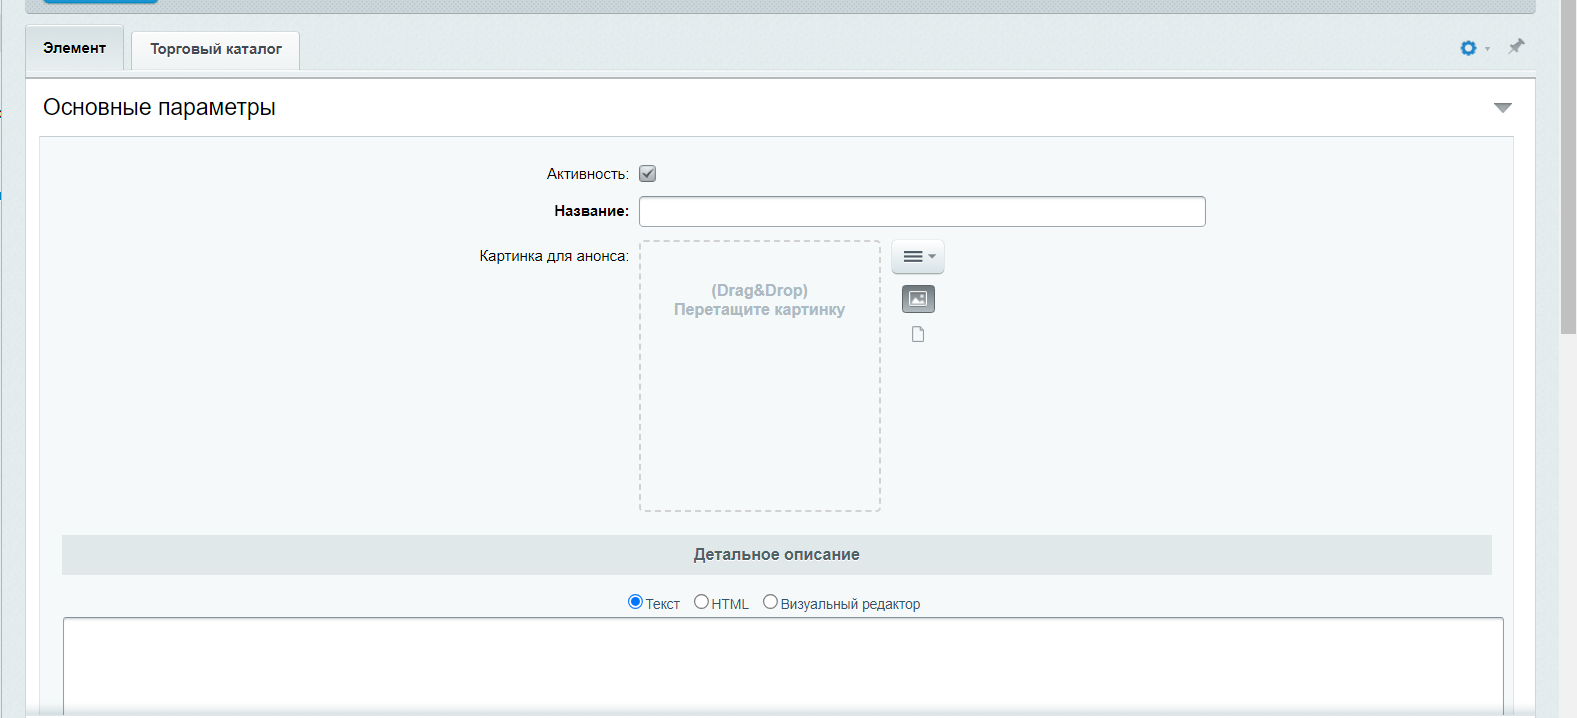 Элемент
Торговый каталог
Основные параметры
Активность:
Название:
Картинка для анонса:
(Drag&Drop)
Перетащите картинку
Детальное описание
Текст HTML Визуальный редактор